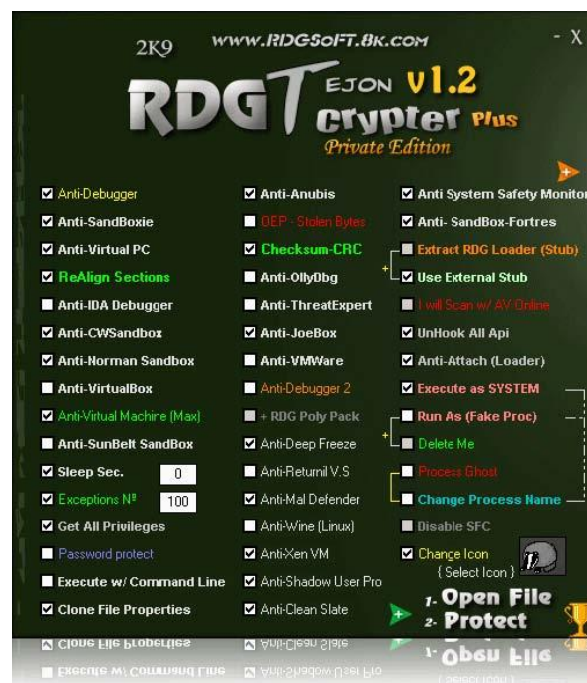 2K9
www.RDGSoft.8k.com
- X
RDG TEJON v1.2
Crypter Plus
Private Edition
Anti-Debugger
Anti-SandBoxie
Anti-Virtual PC
ReAlign Sections
Anti-IDA Debugger
Anti-CWSandbox
Anti-Norman Sandbox
Anti-VirtualBox
Anti-Virtual Machine (Max)
Anti-SunBelt SandBox
Sleep Sec. 0
Exceptions Nº 100
Get All Privileges
Password protect
Execute w/ Command Line
Clone File Properties
Anti-Anubis
OEP - Stolen Bytes
Checksum-CRC
Anti-OllyDbg
Anti-ThreatExpert
Anti-JoeBox
Anti-VMWare
Anti-Debugger 2
+ RDG Poly Pack
Anti-Deep Freeze
Anti-Returnil V.S
Anti-Mal Defender
Anti-Wine (Linux)
Anti-Xen VM
Anti-Shadow User Pro
Anti-Clean Slate
Anti System Safety Monitor
Anti- SandBox-Fortres
Extract RDG Loader (Stub)
Use External Stub
I will Scan w/ AV Online
UnHook All Api
Anti-Attach (Loader)
Execute as SYSTEM
Run As (Fake Proc)
Delete Me
Process Ghost
Change Process Name
Disable SFC
Change Icon
{ Select Icon }
1- Open File
2- Protect